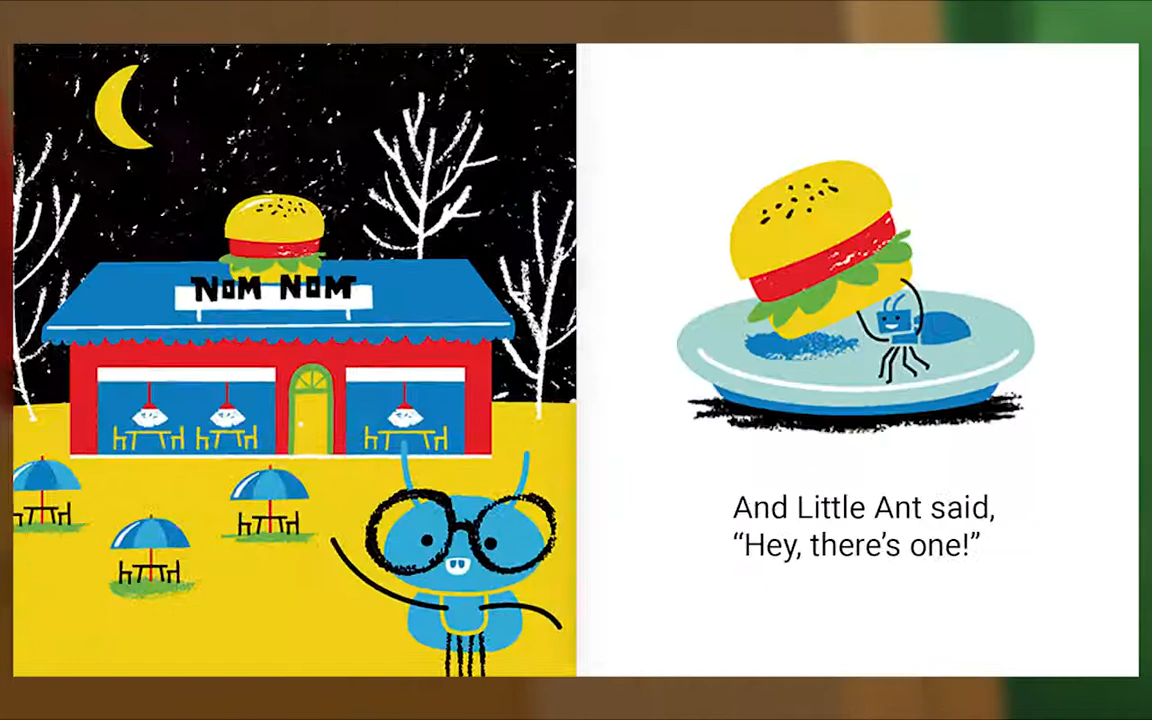 NOM NOM
And Little Ant said,
“Hey, there’s one!”